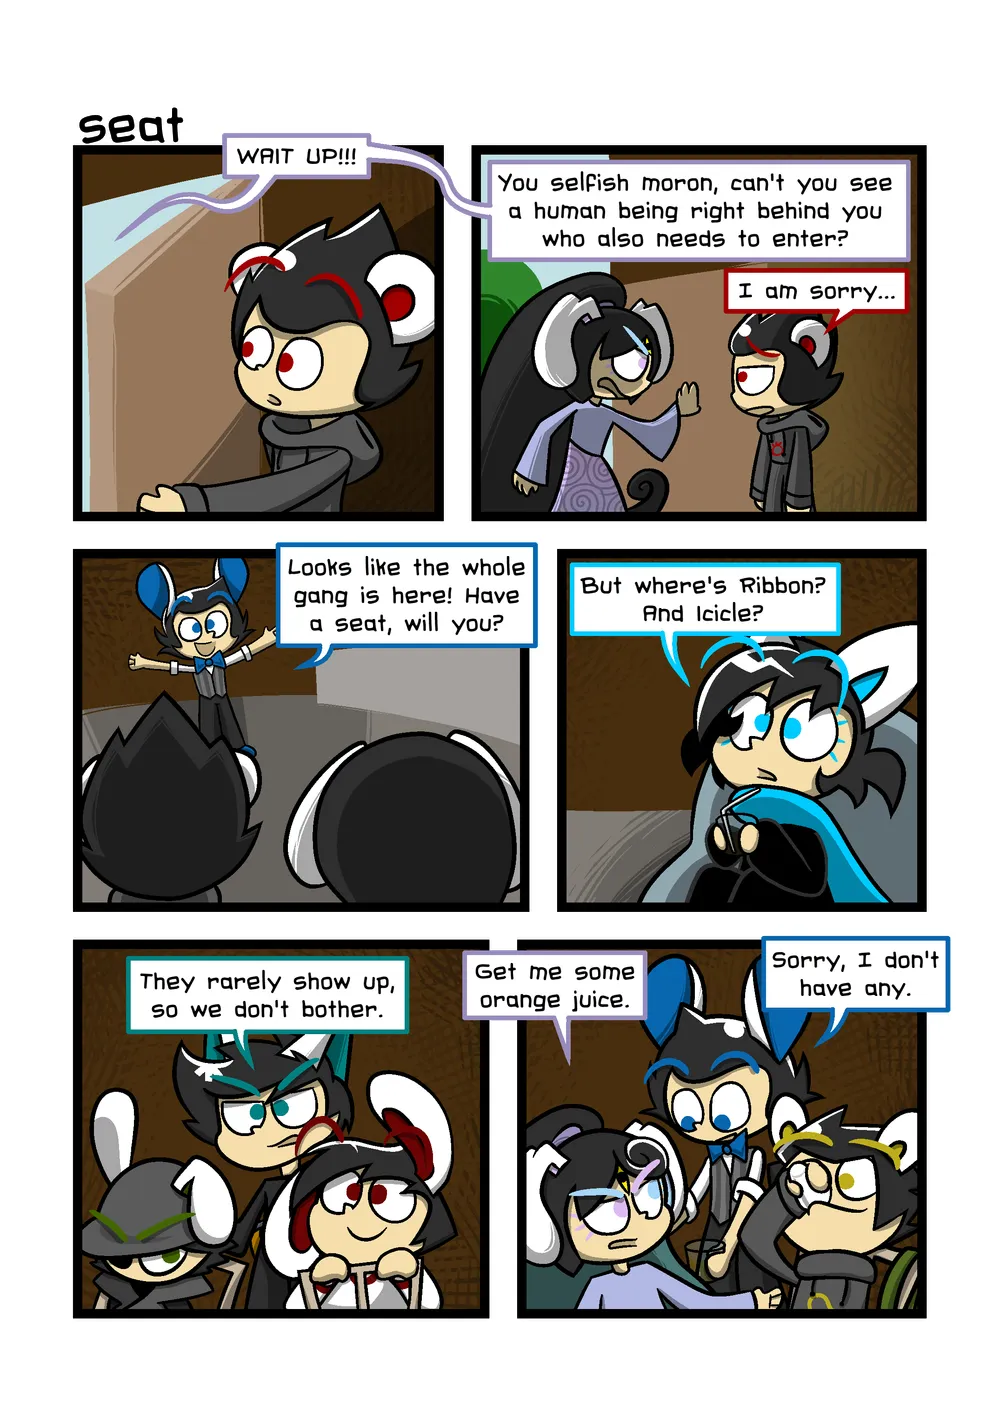 seat
WAIT UP!!!
You selfish moron, can't you see
a human being right behind you
who also needs to enter?
I am sorry...
Looks like the whole
gang is here! Have
a seat, will you?
But where's Ribbon?
And Icicle?
They rarely show up,
so we don't bother.
Get me some
orange juice.
Sorry, I don't
have any.